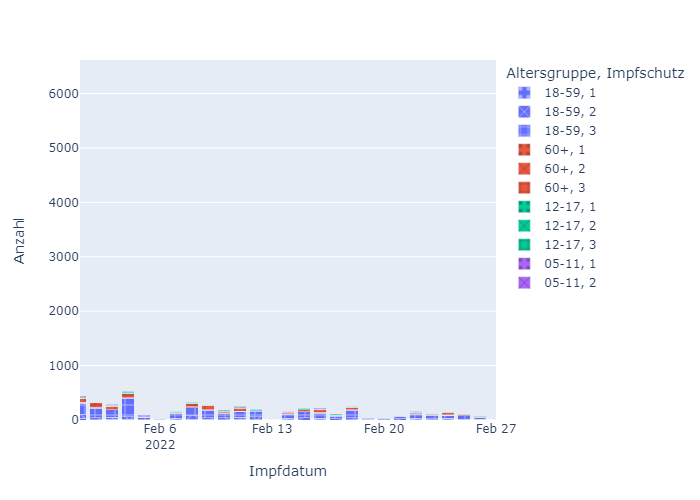 Altersgruppe, Impfschutz
18-59, 1
18-59, 2
18-59, 3
60+, 1
60+, 2
60+, 3
12-17, 1
12-17, 2
12-17, 3
05-11, 1
05-11, 2
6000
5000
4000
3000
2000
1000
0
Anzahl
Feb 6
2022
Feb 13
Feb 20
Feb 27
Impfdatum